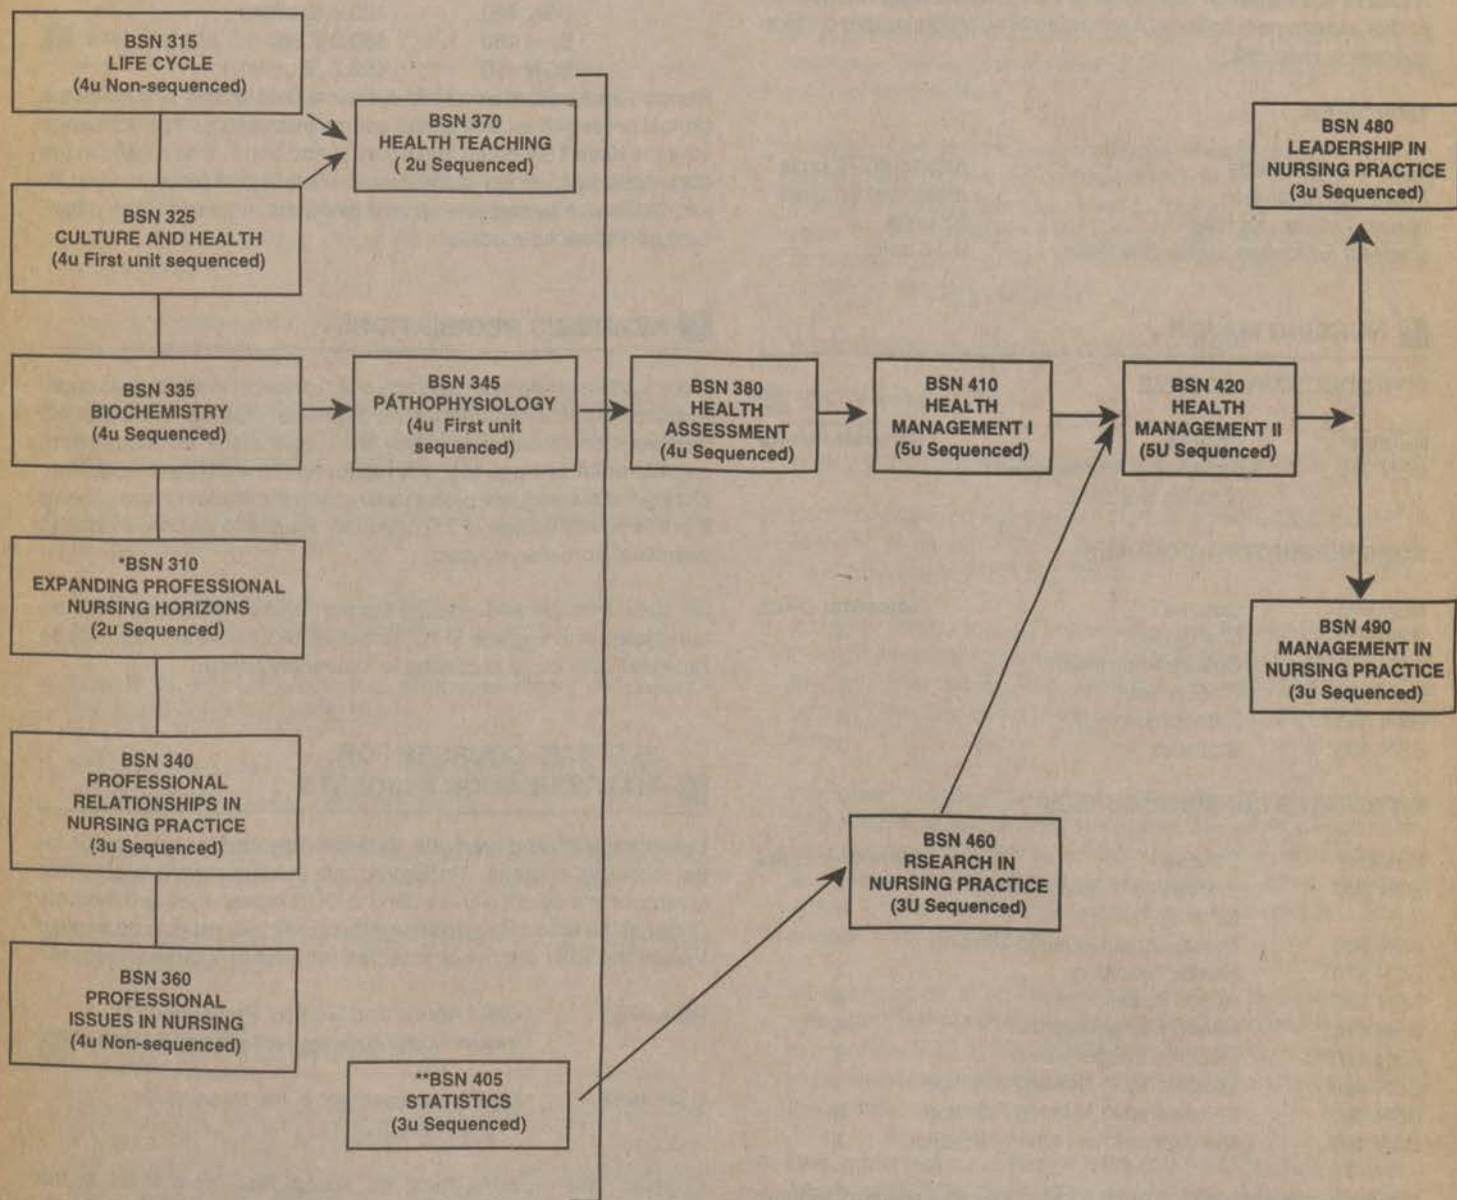 BSN 315
LIFE CYCLE
(4u Non-sequenced)
BSN 370
HEALTH TEACHING
( 2u Sequenced)
BSN 480
LEADERSHIP IN
NURSING PRACTICE
(3u Sequenced)
BSN 325
CULTURE AND HEALTH
(4u First unit sequenced)
BSN 335
BIOCHEMISTRY
(4u Sequenced)
BSN 345
PATHOPHYSIOLOGY
(4u First unit
sequenced)
BSN 380
HEALTH
ASSESSMENT
(4u Sequenced)
BSN 410
HEALTH
MANAGEMENT I
(5u Sequenced)
BSN 420
HEALTH
MANAGEMENT II
(5U Sequenced)
*BSN 310
EXPANDING PROFESSIONAL
NURSING HORIZONS
(2u Sequenced)
BSN 490
MANAGEMENT IN
NURSING PRACTICE
(3u Sequenced)
BSN 340
PROFESSIONAL
RELATIONSHIPS IN
NURSING PRACTICE
(3u Sequenced)
BSN 460
RSEARCH IN
NURSING PRACTICE
(3U Sequenced)
BSN 360
PROFESSIONAL
ISSUES IN NURSING
(4u Non-sequenced)
**BSN 405
STATISTICS
(3u Sequenced)